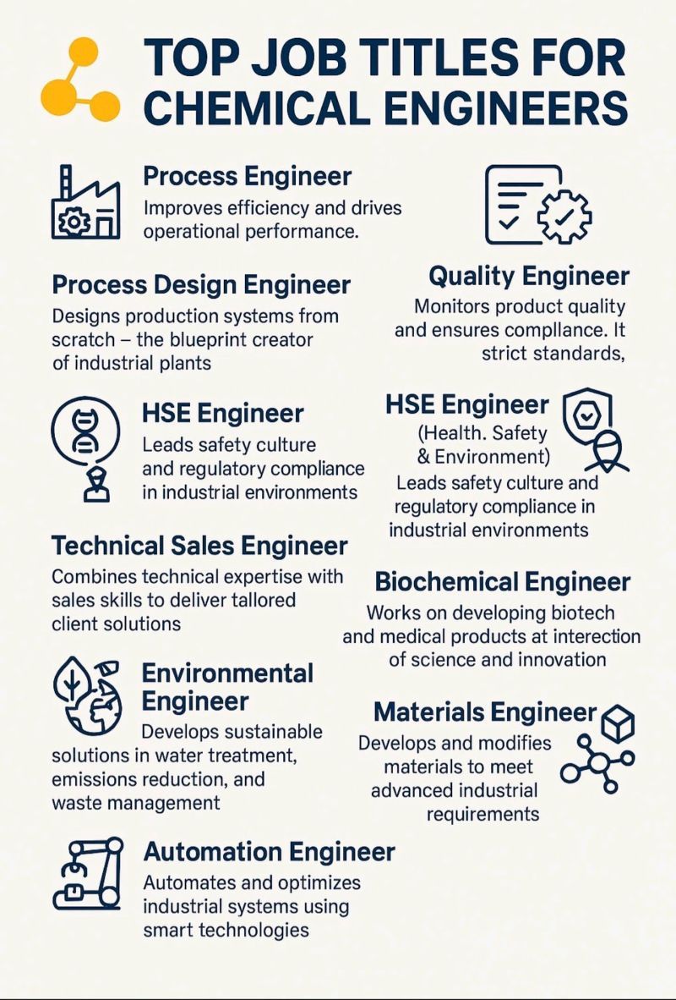 TOP JOB TITLES FOR
CHEMICAL ENGINEERS
Process Engineer
Improves efficiency and drives
operational performance.
Process Design Engineer
Designs production systems from
scratch – the blueprint creator
of industrial plants
HSE Engineer
Leads safety culture
and regulatory compliance
in industrial environments
Technical Sales Engineer
Combines technical expertise with
sales skills to deliver tailored
client solutions
Environmental
Engineer
Develops sustainable
solutions in water treatment,
emissions reduction, and
waste management
Automation Engineer
Automates and optimizes
industrial systems using
smart technologies
Quality Engineer
Monitors product quality
and ensures compllance. It
strict standards,
HSE Engineer
(Health. Safety
& Environment)
Leads safety culture and
regulatory compliance in
industrial environments
Biochemical Engineer
Works on developing biotech
and medical products at interection
of science and innovation
Materials Engineer
Develops and modifies
materials to meet
advanced industrial
requirements